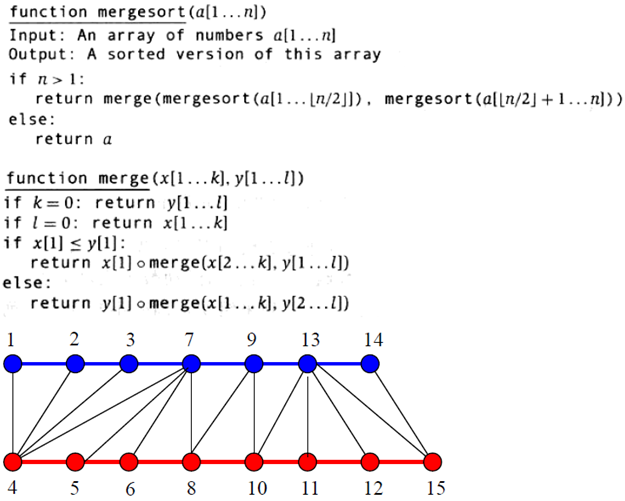 function mergesort(a[1...n])
Input: An array of numbers a[1...n]
Output: A sorted version of this array
if n > 1:
return merge(mergesort(a[1...⌊n/2⌋]), mergesort(a[⌊n/2⌋ + 1...n]))
else:
return a
function merge(x[1...k], y[1...l])
if k = 0: return y[1...l]
if l = 0: return x[1...k]
if x[1] ≤ y[1]:
return x[1] ∘ merge(x[2...k], y[1...l])
else:
return y[1] ∘ merge(x[1...k], y[2...l])
1 2 3 7 9 13 14
4 5 6 8 10 11 12 15